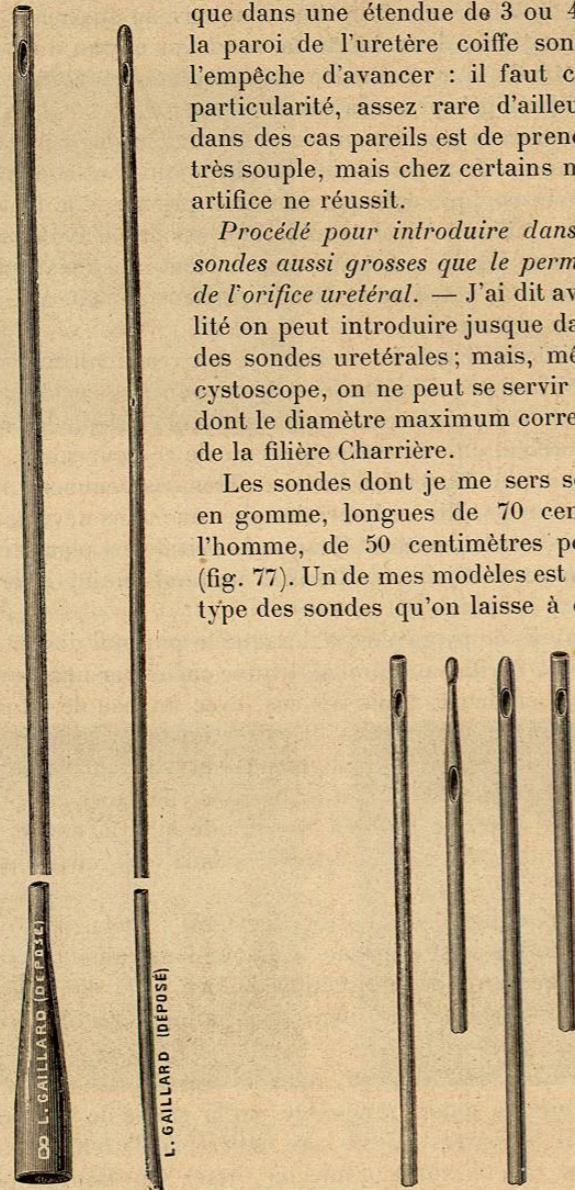 que dans une étendue de 3 ou 4
la paroi de l'uretère coiffe son
l'empêche d'avancer : il faut c
particularité, assez rare d'ailleu
dans des cas pareils est de prend
très souple, mais chez certains m
artifice ne réussit.
Procédé pour introduire dans
sondes aussi grosses que le perm
de l'orifice uretéral. — J'ai dit av
lité on peut introduire jusque da
des sondes uretérales; mais, mê
cystoscope, on ne peut se servir
dont le diamètre maximum corre
de la filière Charrière.
Les sondes dont je me sers s
en gomme, longues de 70 cen
l'homme, de 50 centimètres p
(fig. 77). Un de mes modèles est
type des sondes qu'on laisse à
8 L. GAILLARD (DÉPOSÉ)
L. GAILLARD (DÉPOSÉ)